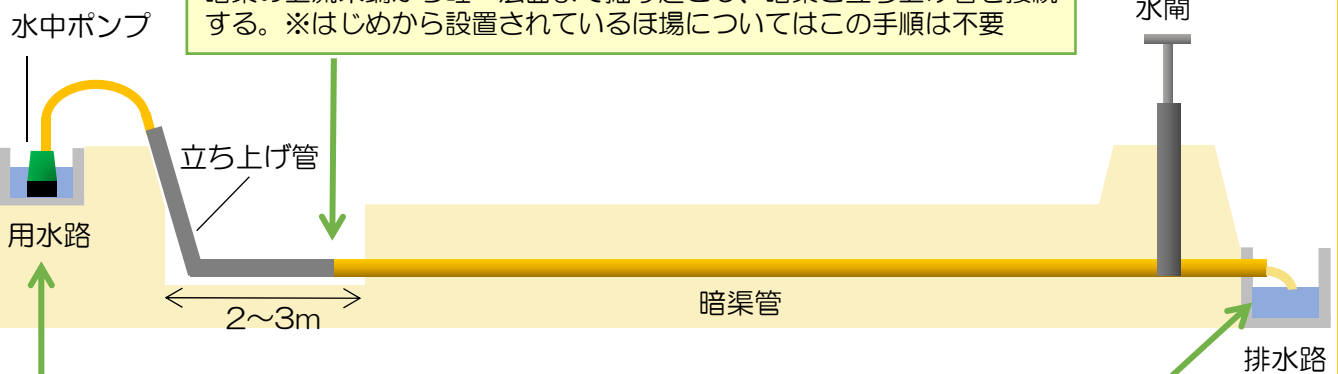 水中ポンプ
する。※はじめから設置されているほ場についてはこの手順は不要
水閘
立ち上げ管
用水路
2～3m
暗渠管
排水路